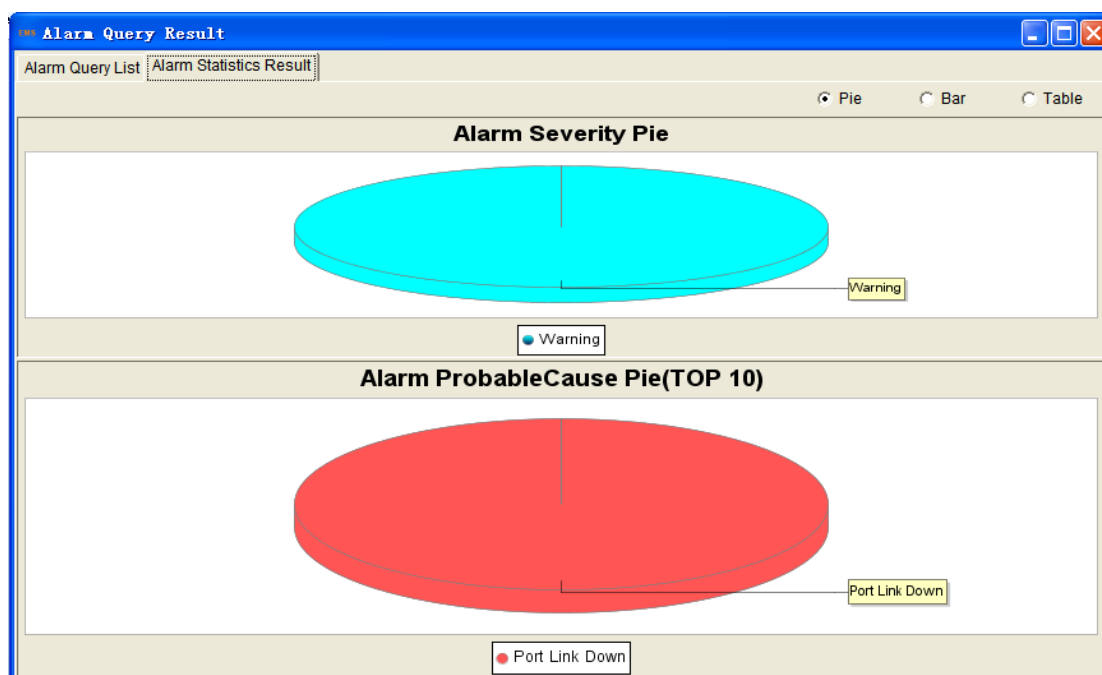 EMS Alarm Query Result
Alarm Query List Alarm Statistics Result
Pie Bar Table
Alarm Severity Pie
Warning
Warning
Alarm ProbableCause Pie(TOP 10)
Port Link Down
Port Link Down